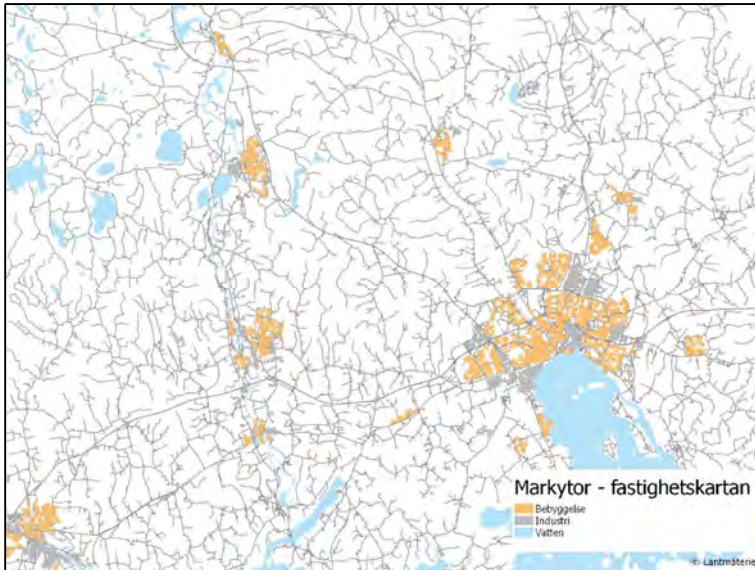 Markytor - fastighetskartan
Bebyggelse
Industri
Vatten
© Lantmäteriet